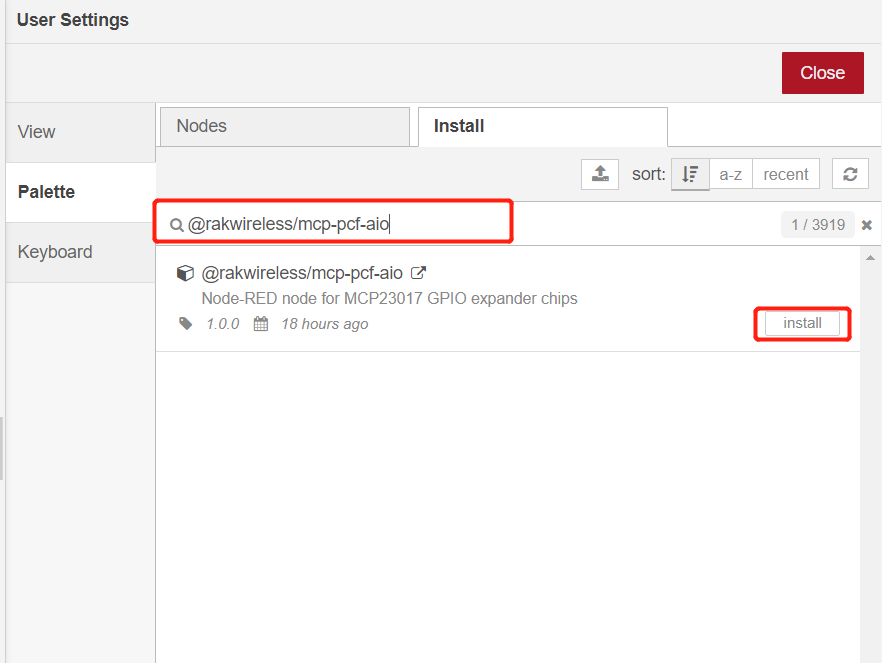 User Settings
Close
View
Palette
Keyboard
Nodes
Install
sort:
a-z
recent
@rakwireless/mcp-pcf-aio
1 / 3919
@rakwireless/mcp-pcf-aio
Node-RED node for MCP23017 GPIO expander chips
1.0.0
18 hours ago
install